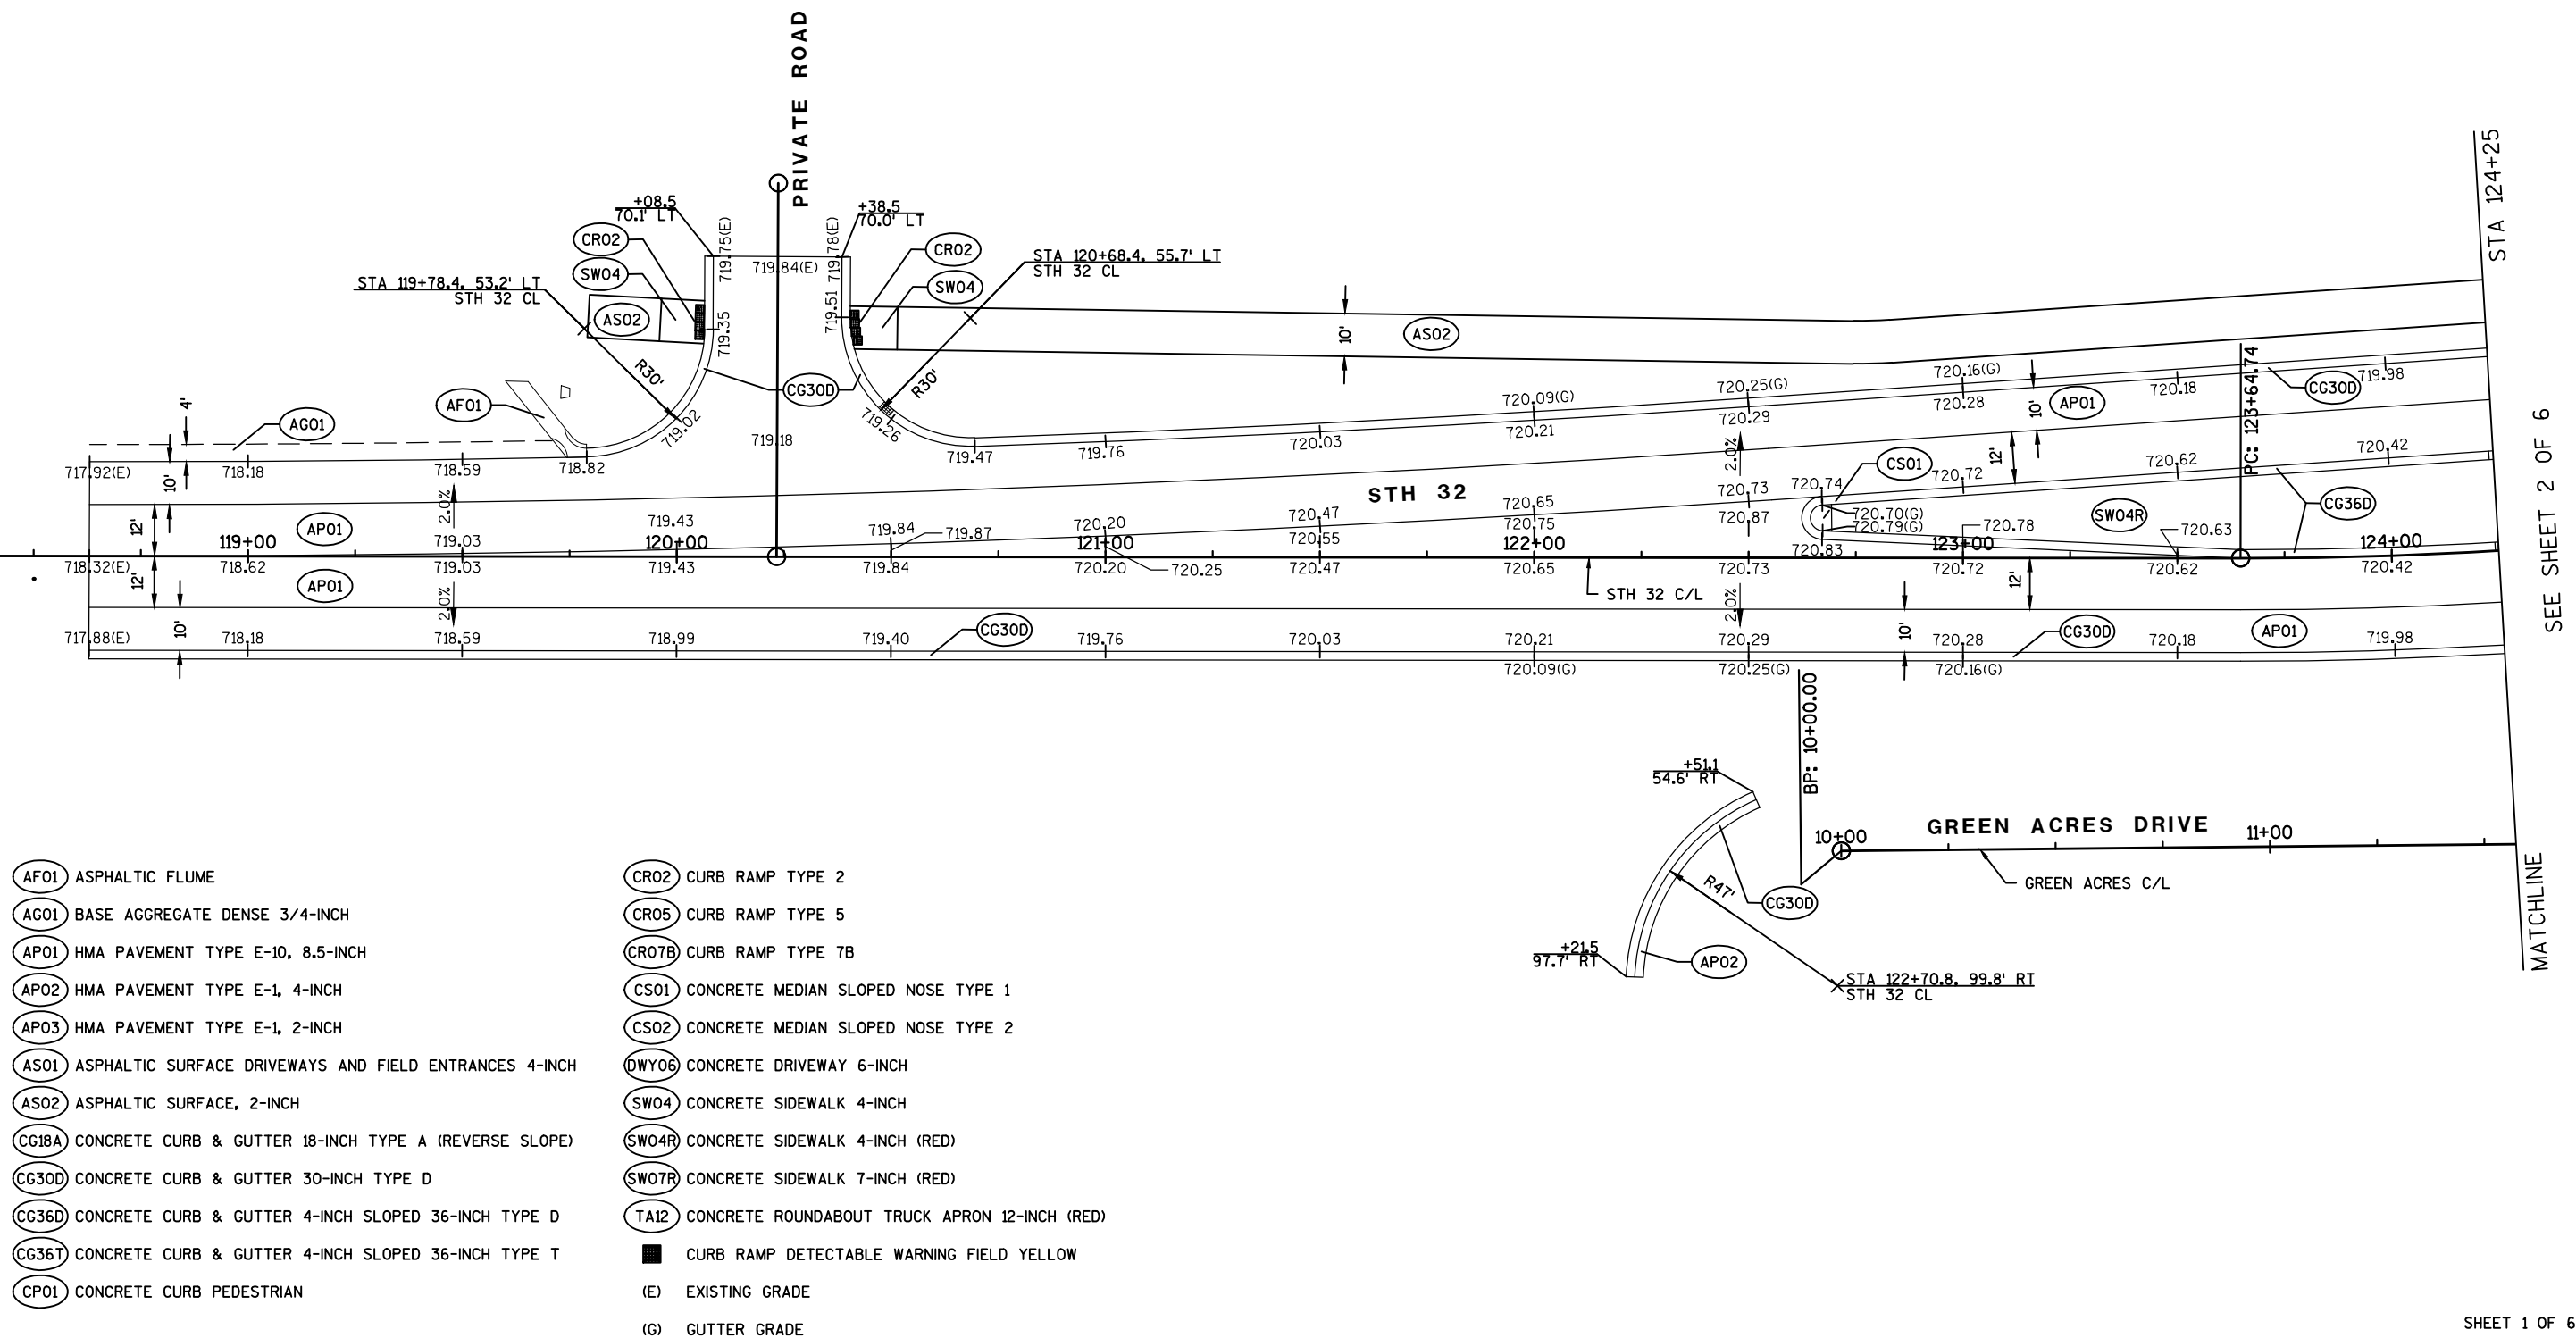 PRIVATE ROAD
STA 124+25
SEE SHEET 2 OF 6
MATCHLINE
+08.5
70.1' LT
+38.5
70.0' LT
CR02
CR02
SW04
SW04
719.75(E)
719.84(E)
719.78(E)
STA 119+78.4, 53.2' LT
STH 32 CL
STA 120+68.4, 55.7' LT
STH 32 CL
AS02
719.35
719.51
10'
AS02
R30'
R30'
CG30D
AF01
AG01
4'
719.02
719.26
719.18
PC: 123+64.74
720.09(G)
720.25(G)
720.16(G)
720.18
719.98
CG30D
AP01
10'
717.92(E)
718.18
718.59
718.82
719.47
719.76
720.03
720.21
720.29
720.28
10'
2.0%
2.0%
12'
CS01
720.42
720.62
720.72
720.74
720.73
720.65
720.47
720.20
STH 32
720.70(G)
720.79(G)
SW04R
CG36D
12'
AP01
719.03
719.43
719.84
719.87
720.55
720.75
720.87
720.83
720.78
720.63
119+00
120+00
121+00
122+00
123+00
124+00
718.32(E)
718.62
719.03
719.43
719.84
720.20
720.25
720.47
720.65
720.73
720.72
720.62
720.42
12'
AP01
2.0%
STH 32 C/L
2.0%
12'
717.88(E)
10'
718.18
718.59
718.99
719.40
CG30D
719.76
720.03
720.21
720.29
10'
720.28
CG30D
720.18
AP01
719.98
720.09(G)
720.25(G)
720.16(G)
BP: 10+00.00
+51.1
54.6' RT
10+00
GREEN ACRES DRIVE
11+00
GREEN ACRES C/L
R47'
CG30D
+21.5
97.7' RT
AP02
STA 122+70.8, 99.8' RT
STH 32 CL
AF01 ASPHALTIC FLUME
AG01 BASE AGGREGATE DENSE 3/4-INCH
AP01 HMA PAVEMENT TYPE E-10, 8.5-INCH
AP02 HMA PAVEMENT TYPE E-1, 4-INCH
AP03 HMA PAVEMENT TYPE E-1, 2-INCH
AS01 ASPHALTIC SURFACE DRIVEWAYS AND FIELD ENTRANCES 4-INCH
AS02 ASPHALTIC SURFACE, 2-INCH
CG18A CONCRETE CURB & GUTTER 18-INCH TYPE A (REVERSE SLOPE)
CG30D CONCRETE CURB & GUTTER 30-INCH TYPE D
CG36D CONCRETE CURB & GUTTER 4-INCH SLOPED 36-INCH TYPE D
CG36T CONCRETE CURB & GUTTER 4-INCH SLOPED 36-INCH TYPE T
CP01 CONCRETE CURB PEDESTRIAN
CR02 CURB RAMP TYPE 2
CR05 CURB RAMP TYPE 5
CR07B CURB RAMP TYPE 7B
CS01 CONCRETE MEDIAN SLOPED NOSE TYPE 1
CS02 CONCRETE MEDIAN SLOPED NOSE TYPE 2
DWY06 CONCRETE DRIVEWAY 6-INCH
SW04 CONCRETE SIDEWALK 4-INCH
SW04R CONCRETE SIDEWALK 4-INCH (RED)
SW07R CONCRETE SIDEWALK 7-INCH (RED)
TA12 CONCRETE ROUNDABOUT TRUCK APRON 12-INCH (RED)
CURB RAMP DETECTABLE WARNING FIELD YELLOW
(E) EXISTING GRADE
(G) GUTTER GRADE
SHEET 1 OF 6